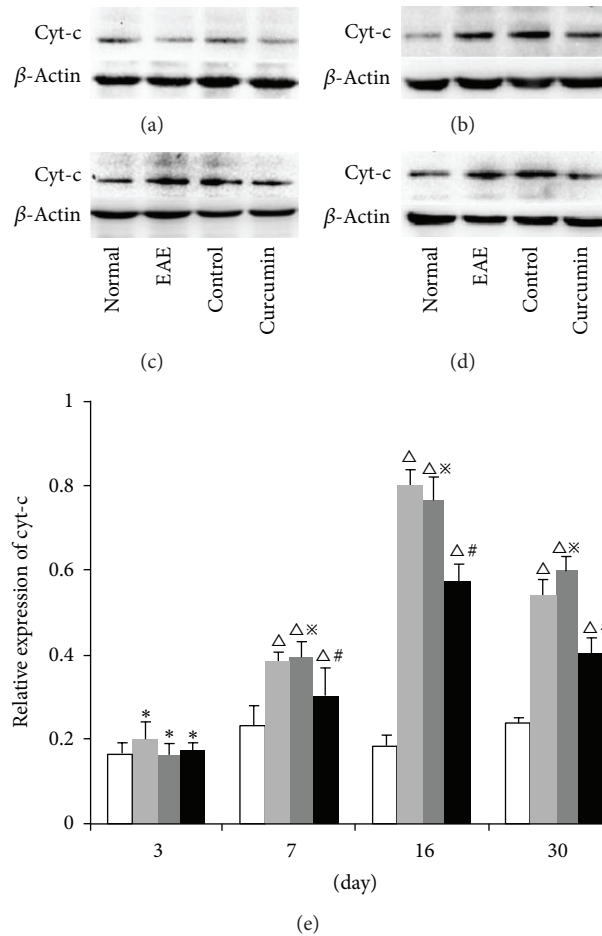 Cyt-c
β-Actin
(a)
Cyt-c
β-Actin
(b)
Cyt-c
β-Actin
Normal
EAE
Control
Curcumin
(c)
Cyt-c
β-Actin
Normal
EAE
Control
Curcumin
(d)
Relative expression of cyt-c
1
0.8
0.6
0.4
0.2
0
* * *
△ △※ △#
△ △※ △#
△ △※ △
3 7 16 30
(day)
(e)